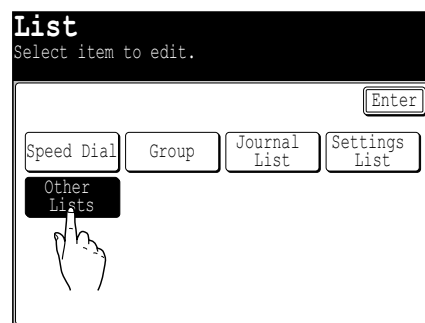 List
Select item to edit.
Enter
Speed Dial
Group
Journal
List
Settings
List
Other
Lists